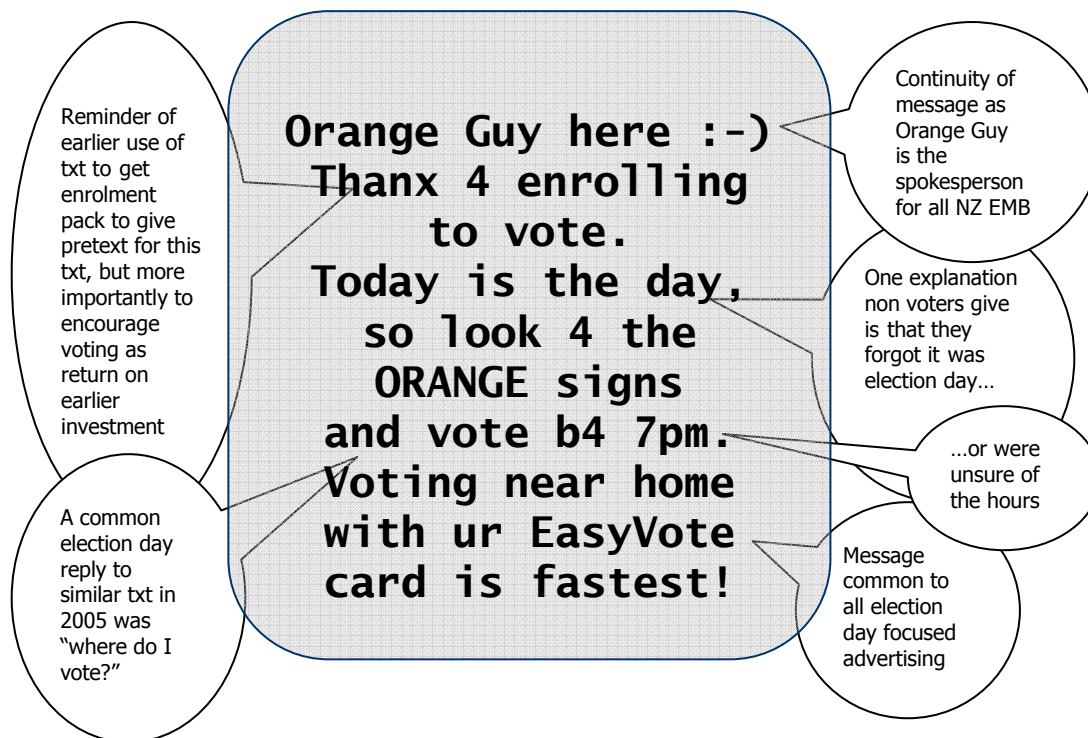 Orange Guy here :-)
Thanx 4 enrolling
to vote.
Today is the day,
so look 4 the
ORANGE signs
and vote b4 7pm.
Voting near home
with ur EasyVote
card is fastest!
Reminder of
earlier use of
txt to get
enrolment
pack to give
pretext for this
txt, but more
importantly to
encourage
voting as
return on
earlier
investment
A common
election day
reply to
similar txt in
2005 was
“where do I
vote?”
Continuity of
message as
Orange Guy
is the
spokesperson
for all NZ EMB
One explanation
non voters give
is that they
forgot it was
election day…
…or were
unsure of
the hours
Message
common to
all election
day focused
advertising